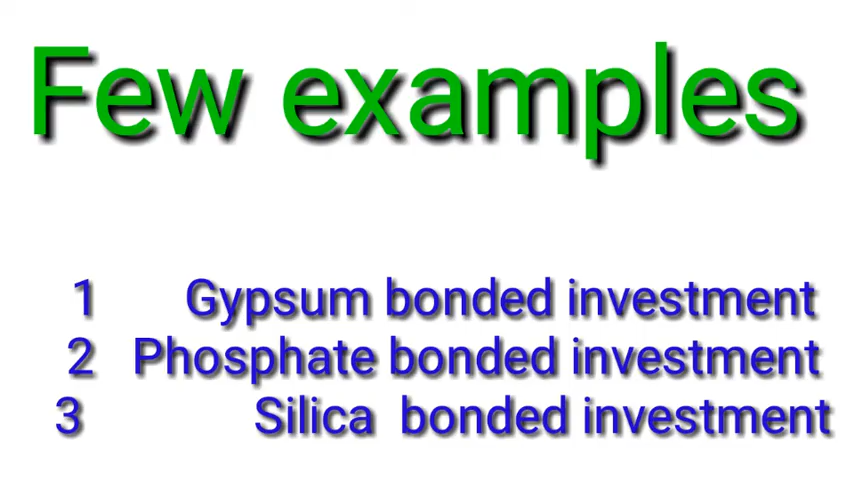 Few examples
1 Gypsum bonded investment
2 Phosphate bonded investment
3 Silica bonded investment